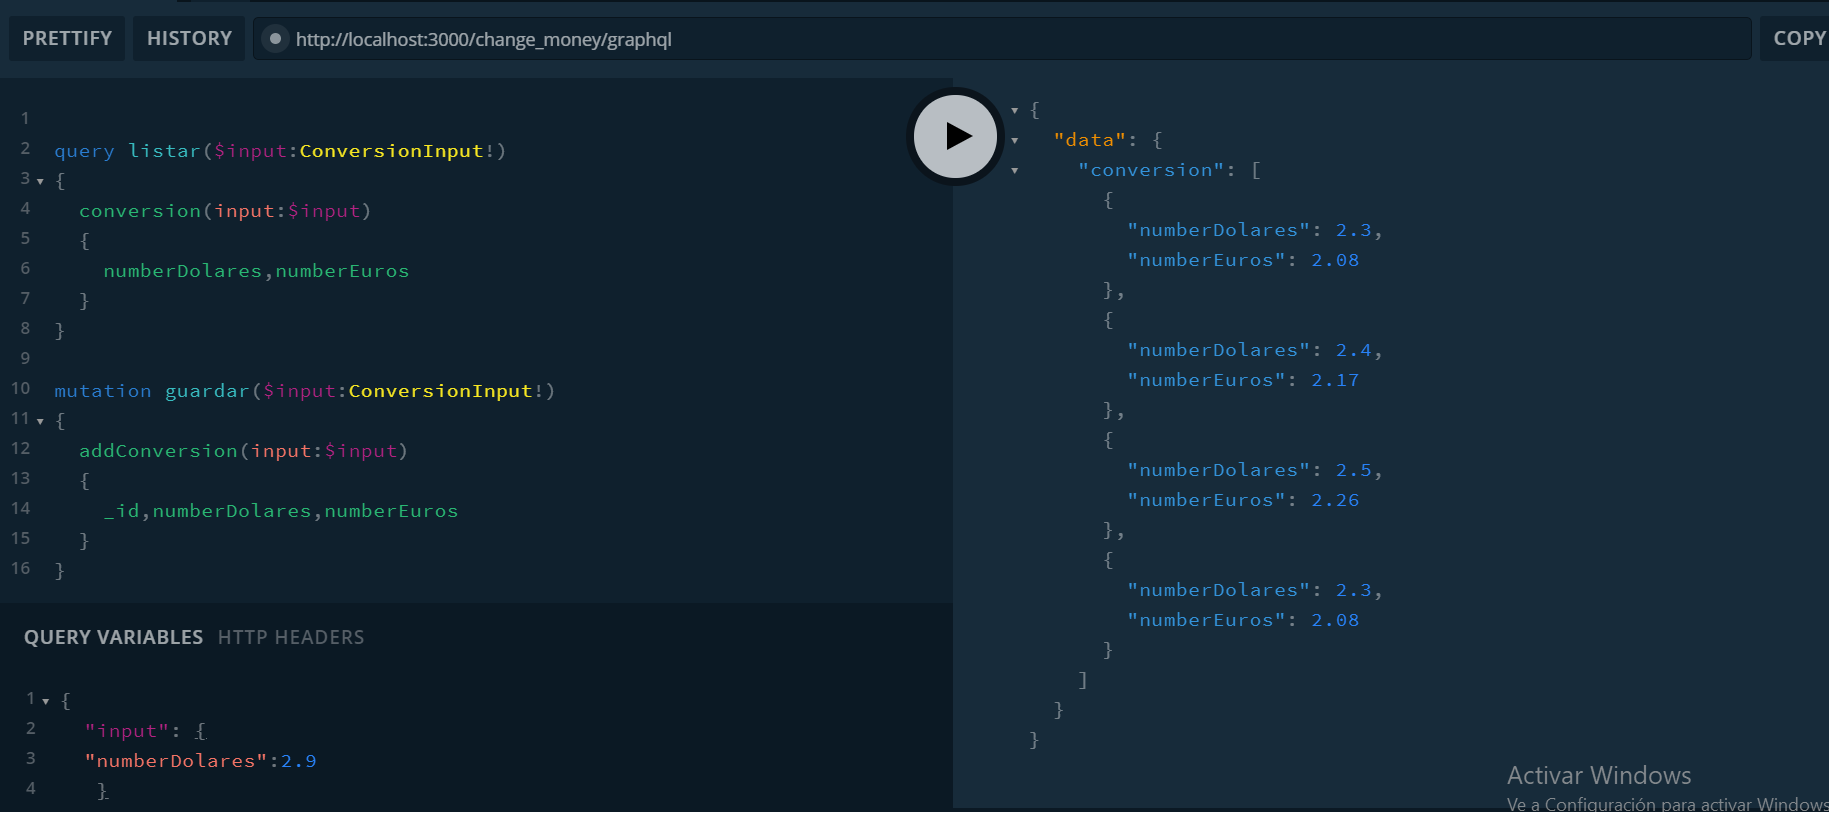 PRETTIFY HISTORY http://localhost:3000/change_money/graphql COPY
1
2 query listar($input:ConversionInput!)
3 {
4 conversion(input:$input)
5 {
6 numberDolares,numberEuros
7 }
8 }
9
10 mutation guardar($input:ConversionInput!)
11 {
12 addConversion(input:$input)
13 {
14 _id,numberDolares,numberEuros
15 }
16 }
QUERY VARIABLES HTTP HEADERS
1 {
2 "input": {
3 "numberDolares":2.9
4 }
{
"data": {
"conversion": [
{
"numberDolares": 2.3,
"numberEuros": 2.08
},
{
"numberDolares": 2.4,
"numberEuros": 2.17
},
{
"numberDolares": 2.5,
"numberEuros": 2.26
},
{
"numberDolares": 2.3,
"numberEuros": 2.08
}
]
}
}
Activar Windows
Ve a Configuración para activar Windows